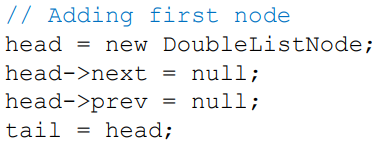 // Adding first node
head = new DoubleListNode;
head->next = null;
head->prev = null;
tail = head;